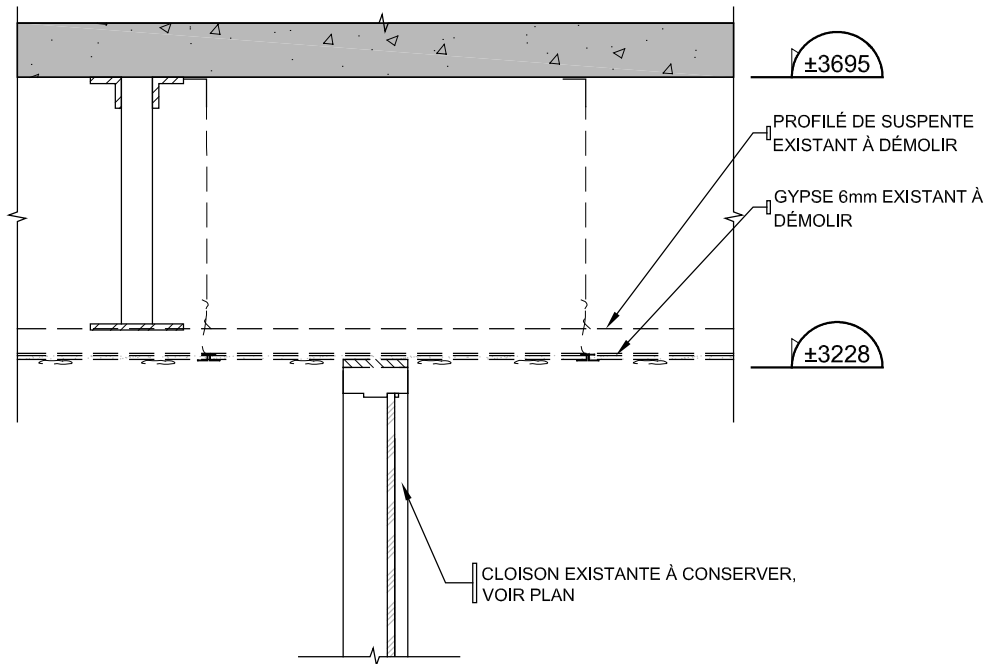 ±3695
PROFILÉ DE SUSPENTE
EXISTANT À DÉMOLIR
GYPSE 6mm EXISTANT À
DÉMOLIR
±3228
CLOISON EXISTANTE À CONSERVER,
VOIR PLAN